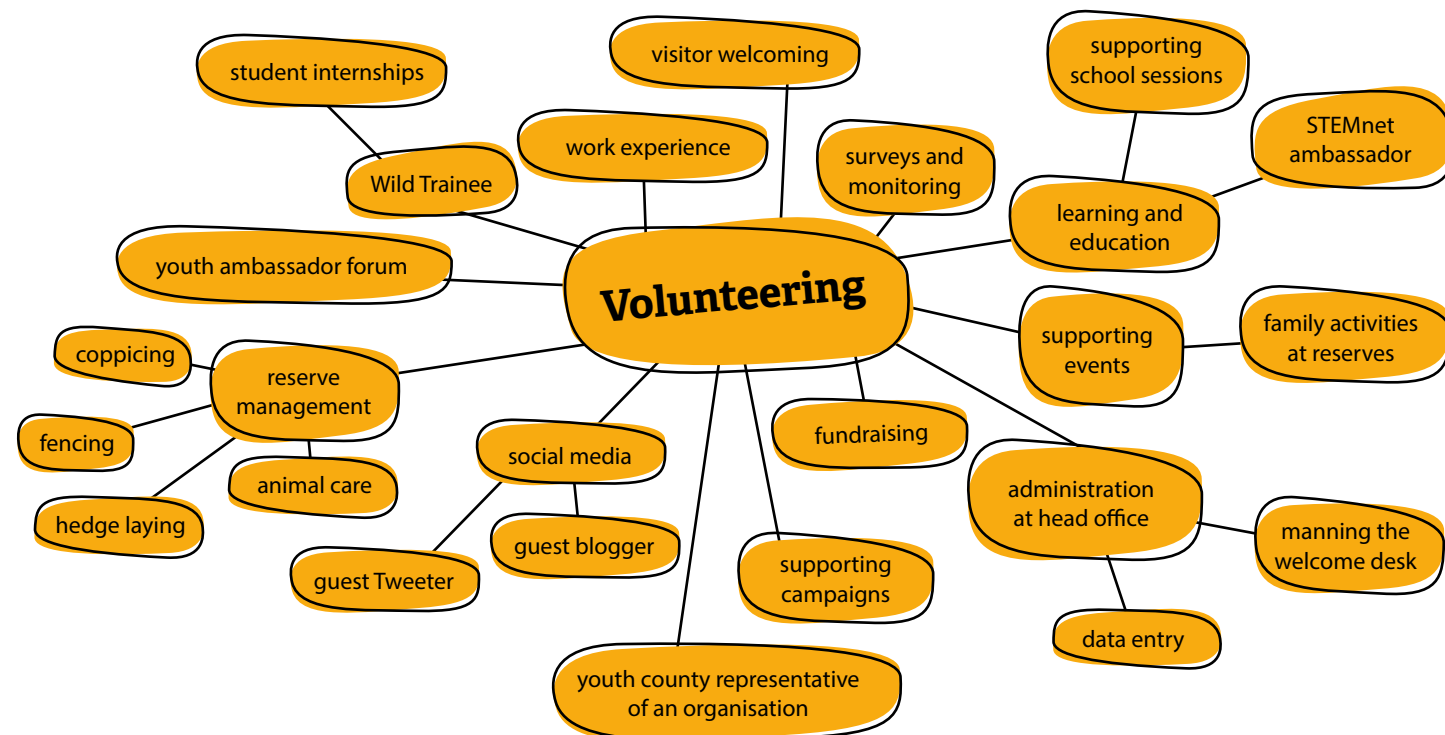 student internships
visitor welcoming
supporting
school sessions
STEMnet
ambassador
work experience
surveys and
monitoring
Wild Trainee
learning and
education
youth ambassador forum
Volunteering
supporting
events
family activities
at reserves
coppicing
reserve
management
fencing
animal care
hedge laying
social media
guest blogger
guest Tweeter
fundraising
supporting
campaigns
administration
at head office
manning the
welcome desk
data entry
youth county representative
of an organisation